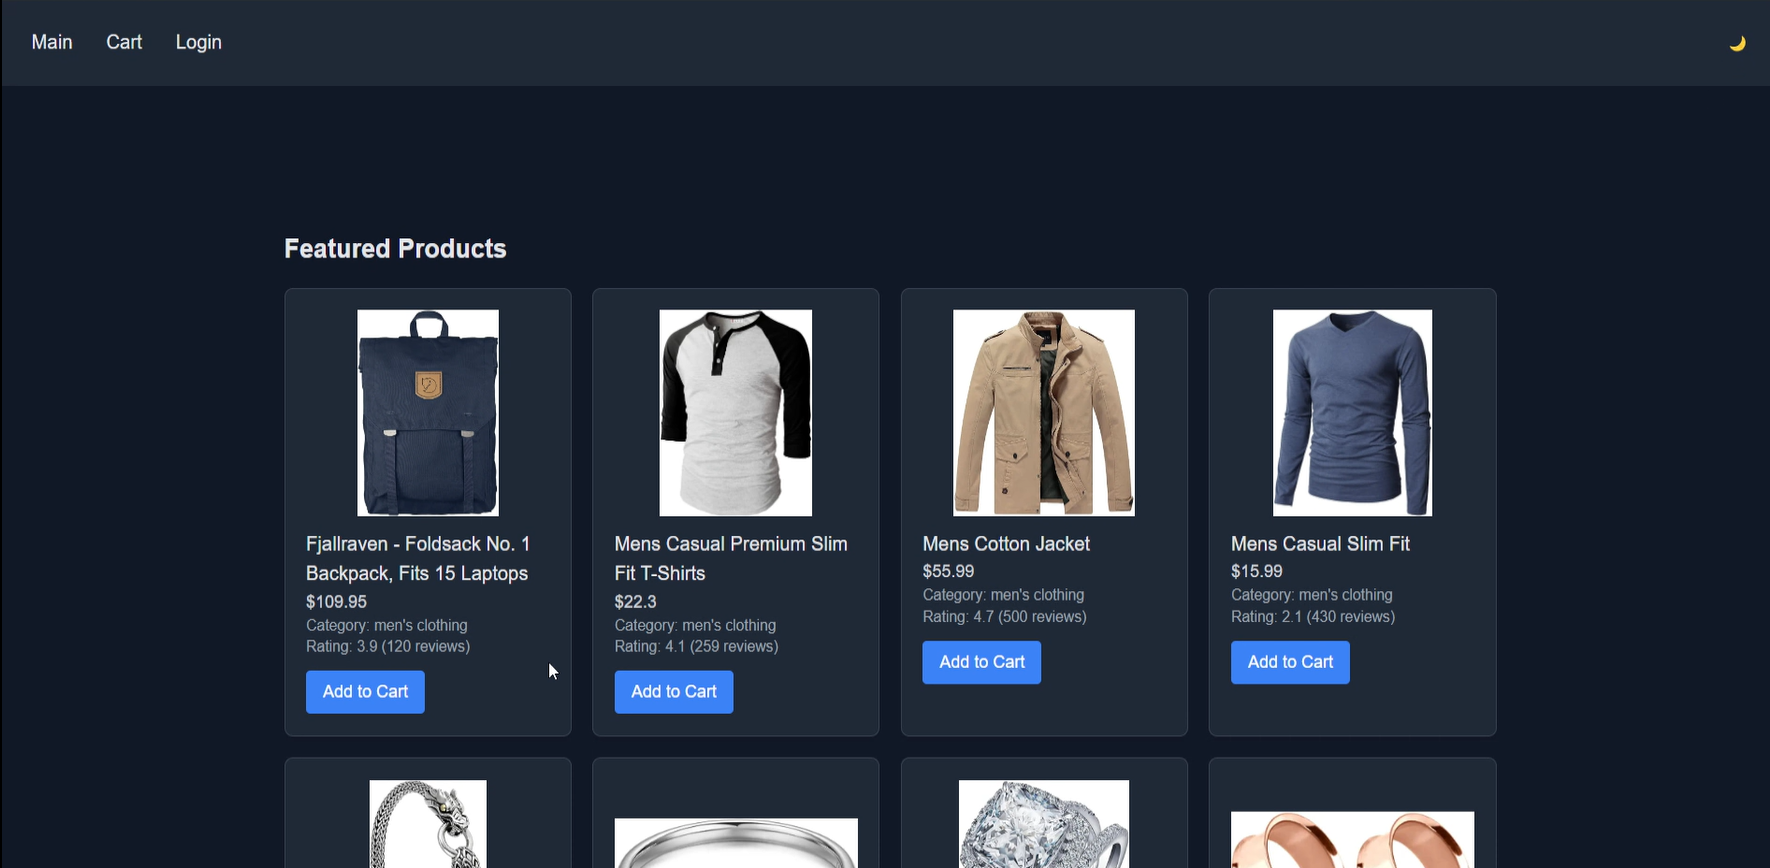 Main
Cart
Login
Featured Products
Fjallraven - Foldsack No. 1
Backpack, Fits 15 Laptops
$109.95
Category: men's clothing
Rating: 3.9 (120 reviews)
Add to Cart
Mens Casual Premium Slim
Fit T-Shirts
$22.3
Category: men's clothing
Rating: 4.1 (259 reviews)
Add to Cart
Mens Cotton Jacket
$55.99
Category: men's clothing
Rating: 4.7 (500 reviews)
Add to Cart
Mens Casual Slim Fit
$15.99
Category: men's clothing
Rating: 2.1 (430 reviews)
Add to Cart